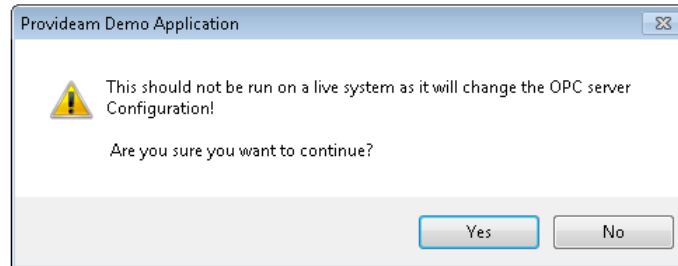 Provideam Demo Application
This should not be run on a live system as it will change the OPC server
Configuration!
Are you sure you want to continue?
Yes
No